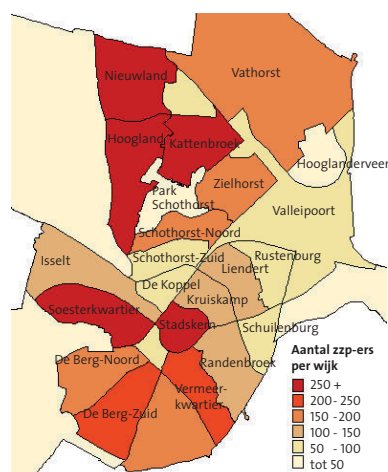 Nieuwland
Vathorst
Hoogland
Kattenbroek
Hooglanderveen
Park
Schothorst
Zielhorst
Valleipoort
Schothorst-Noord
Isselt
Schothorst-Zuid
Rustenburg
Liendert
De Koppel
Kruiskamp
Soesterkwartier
Stadskern
Schuilenburg
De Berg-Noord
Randenbroek
Vermeer-
kwartier
De Berg-Zuid
Aantal zzp-ers
per wijk
250 +
200 - 250
150 -200
100 - 150
50 - 100
tot 50